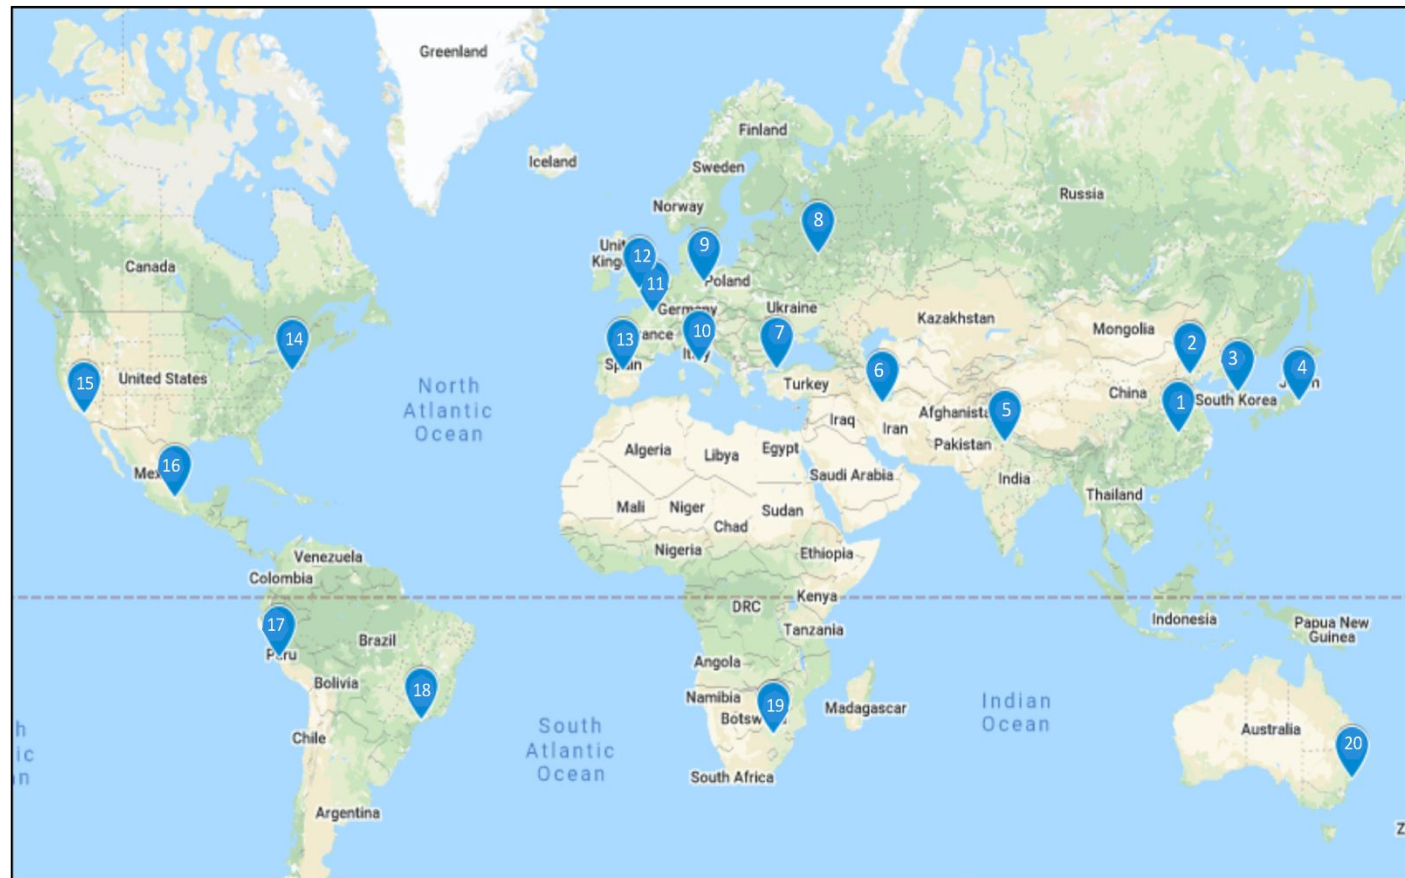 Greenland
Finland
Iceland
Sweden
Russia
Norway
8
9
12
Canada
Poland
11
Germany
Ukraine
Kazakhstan
Mongolia
14
13
10
7
2
3
4
15
United States
Spain
6
Turkey
China
South Korea
5
1
North
Atlantic
Ocean
Iraq
Iran
Pakistan
Algeria
Libya
Egypt
Saudi Arabia
India
16
Thailand
Mali
Niger
Chad
Sudan
Nigeria
Ethiopia
Venezuela
Colombia
DRC
Kenya
Tanzania
Indonesia
Papua New
Guinea
17
Peru
Brazil
Bolivia
18
Angola
Namibia
19
Madagascar
Indian
Ocean
South
Atlantic
Ocean
Chile
South Africa
Argentina
Australia
20